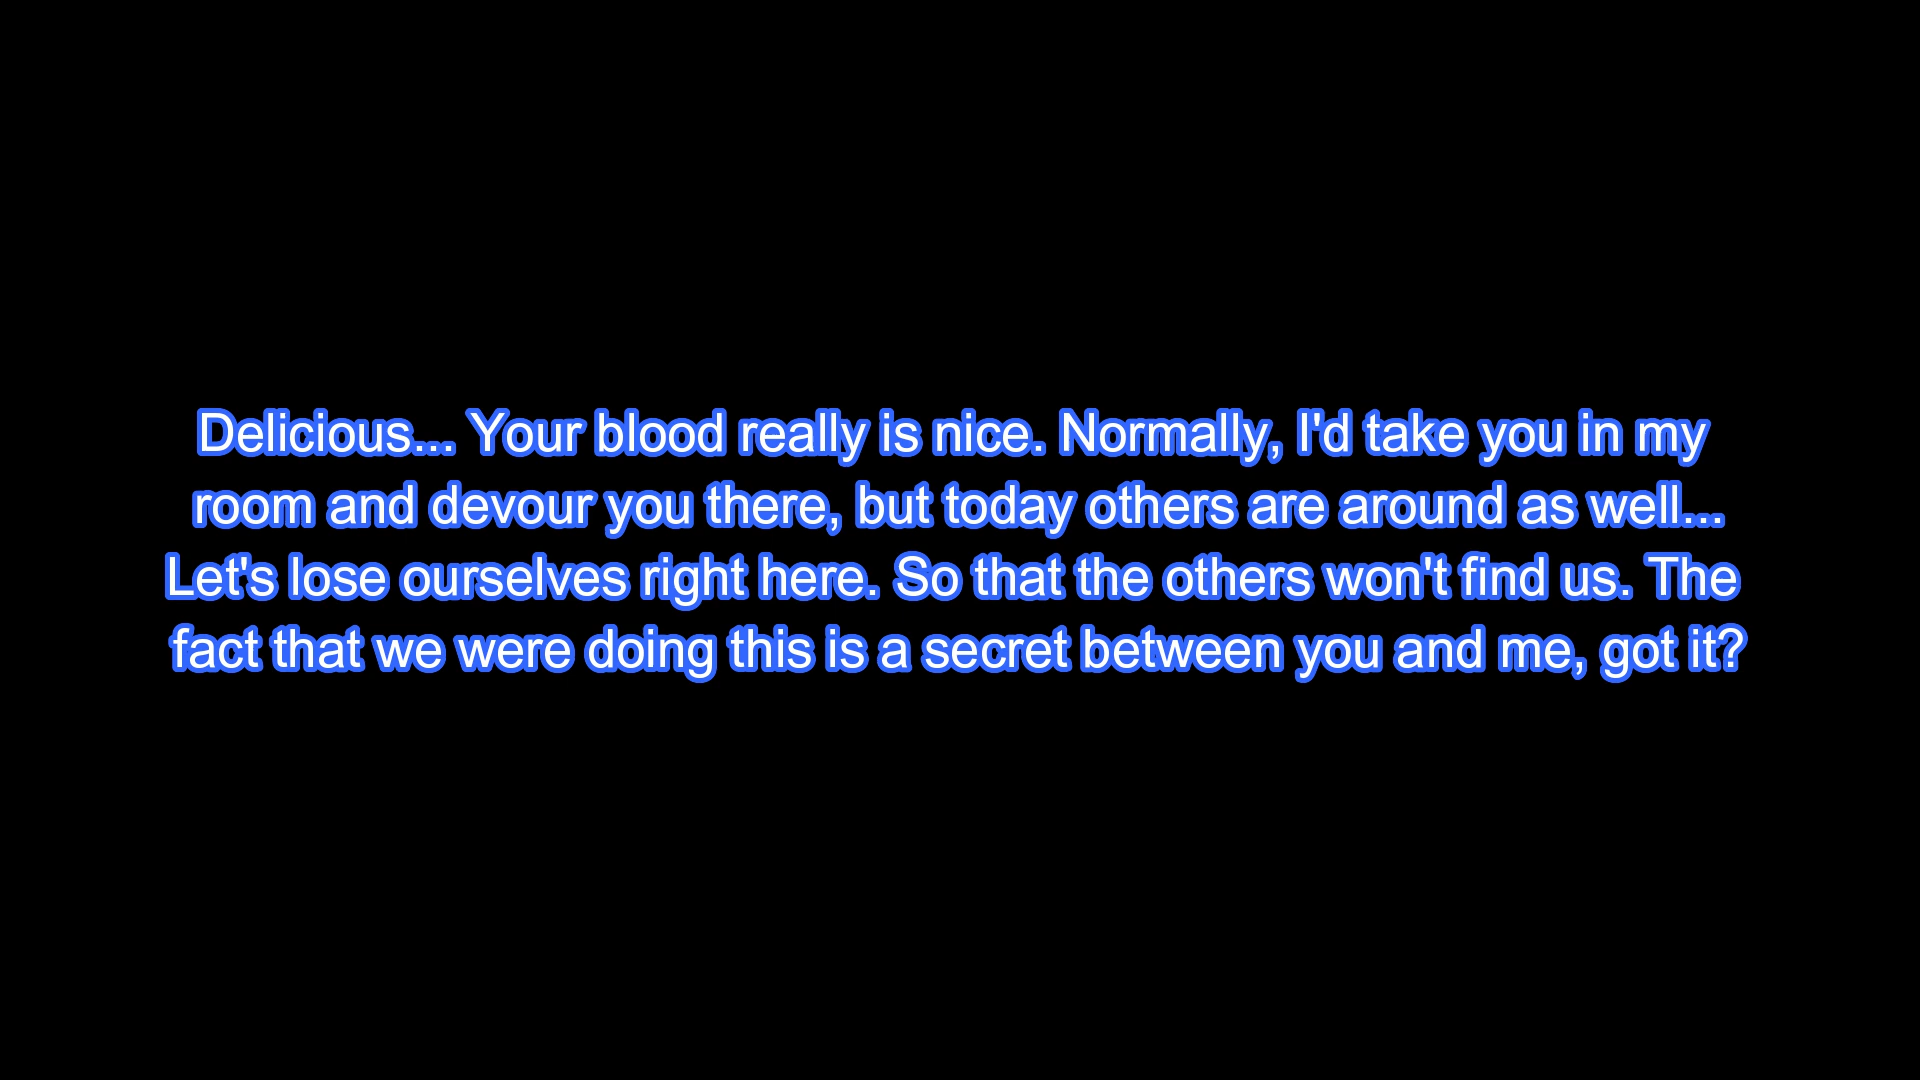 Delicious... Your blood really is nice. Normally, I'd take you in my
room and devour you there, but today others are around as well...
Let's lose ourselves right here. So that the others won't find us. The
fact that we were doing this is a secret between you and me, got it?